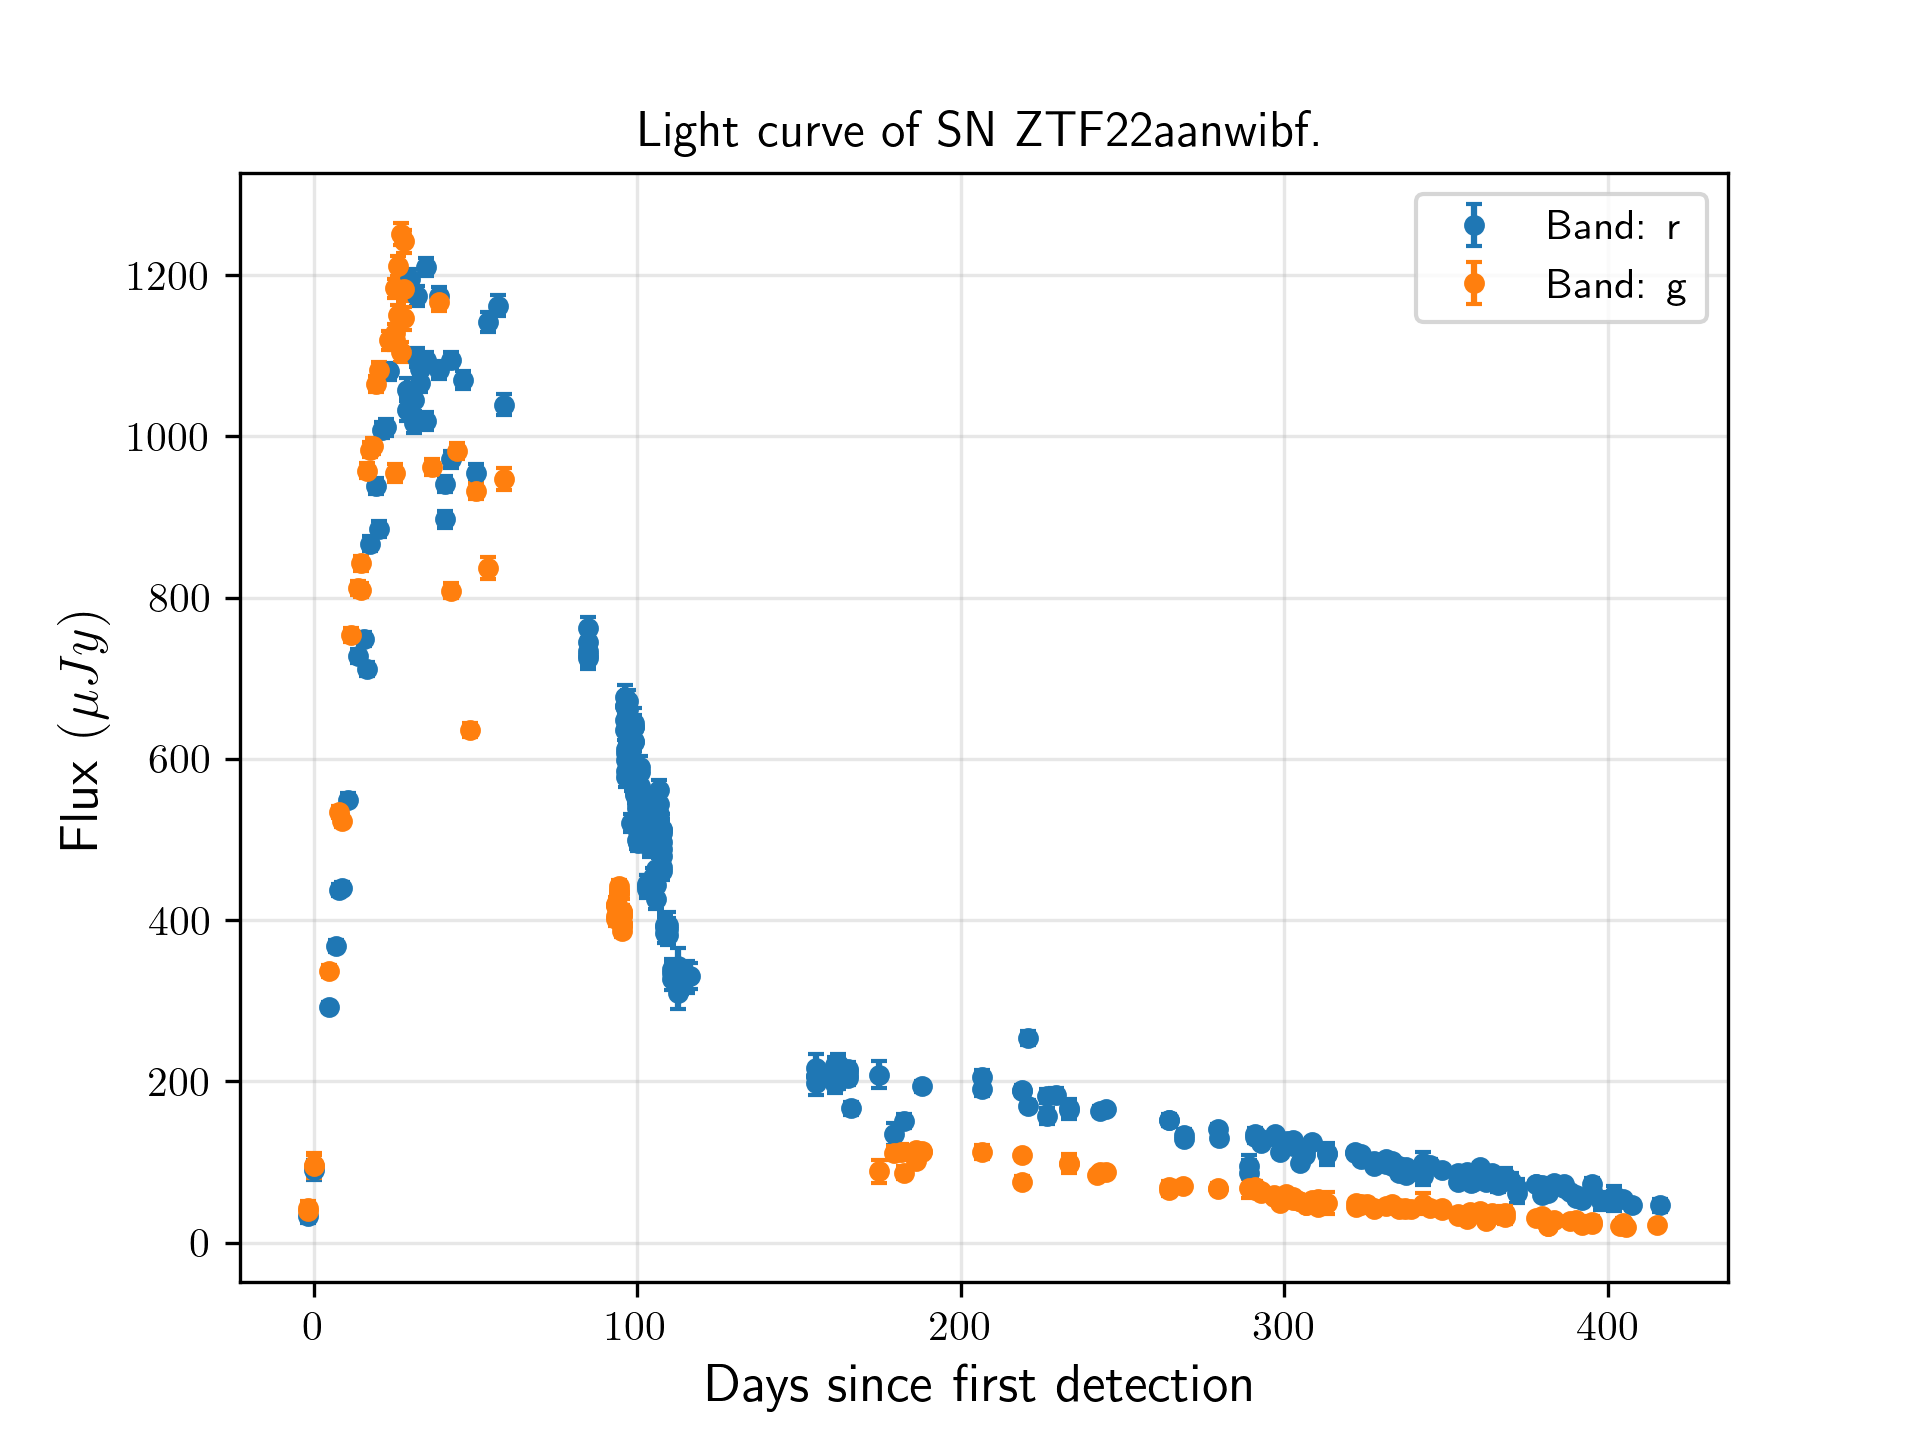 Light curve of SN ZTF22aanwibf.
Band: r
Band: g
Flux (μJy)
1200
1000
800
600
400
200
0
0 100 200 300 400
Days since first detection